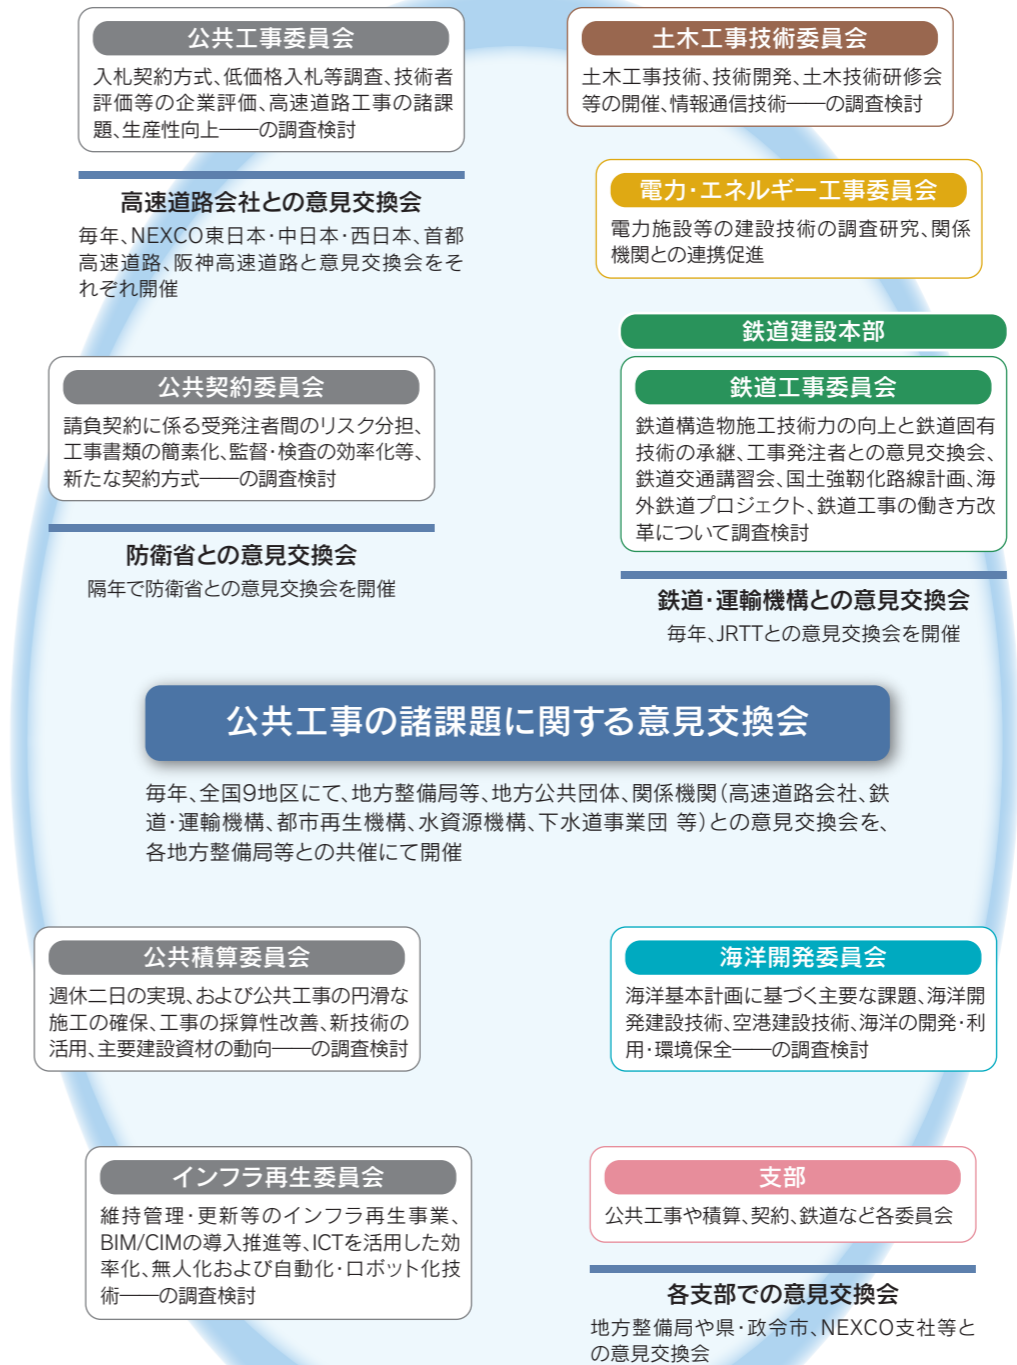 公共工事委員会
入札契約方式、低価格入札等調査、技術者
評価等の企業評価、高速道路工事の諸課
題、生産性向上――の調査検討
高速道路会社との意見交換会
毎年、NEXCO東日本・中日本・西日本、首都
高速道路、阪神高速道路と意見交換会をそ
れぞれ開催
公共契約委員会
請負契約に係る受発注者間のリスク分担、
工事書類の簡素化、監督・検査の効率化等、
新たな契約方式――の調査検討
防衛省との意見交換会
隔年で防衛省との意見交換会を開催
土木工事技術委員会
土木工事技術、技術開発、土木技術研修会
等の開催、情報通信技術――の調査検討
電力・エネルギー工事委員会
電力施設等の建設技術の調査研究、関係
機関との連携促進
鉄道建設本部
鉄道工事委員会
鉄道構造物施工技術力の向上と鉄道固有
技術の承継、工事発注者との意見交換会、
鉄道交通講習会、国土強靭化路線計画、海
外鉄道プロジェクト、鉄道工事の働き方改
革について調査検討
鉄道・運輸機構との意見交換会
毎年、JRTTとの意見交換会を開催
公共工事の諸課題に関する意見交換会
毎年、全国9地区にて、地方整備局等、地方公共団体、関係機関（高速道路会社、鉄
道・運輸機構、都市再生機構、水資源機構、下水道事業団 等）との意見交換会を、
各地方整備局等との共催にて開催
公共積算委員会
週休二日の実現、および公共工事の円滑な
施工の確保、工事の採算性改善、新技術の
活用、主要建設資材の動向――の調査検討
インフラ再生委員会
維持管理・更新等のインフラ再生事業、
BIM/CIMの導入推進等、ICTを活用した効
率化、無人化および自動化・ロボット化技
術――の調査検討
海洋開発委員会
海洋基本計画に基づく主要な課題、海洋開
発建設技術、空港建設技術、海洋の開発・利
用・環境保全――の調査検討
支部
公共工事や積算、契約、鉄道など各委員会
各支部での意見交換会
地方整備局や県・政令市、NEXCO支社等と
の意見交換会